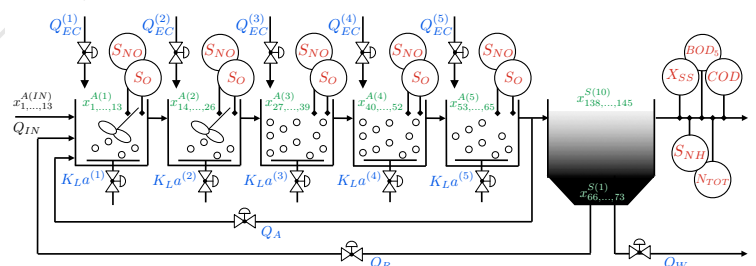 Q_{EC}^{(1)} Q_{EC}^{(2)} Q_{EC}^{(3)} Q_{EC}^{(4)} Q_{EC}^{(5)}
S_{NO} S_{NO} S_{NO} S_{NO} S_{NO} BOD_5
S_O S_O S_O S_O S_O X_{SS} COD
x_{1,...,13}^{A(IN)} x_{1,...,13}^{A(1)} x_{14,...,26}^{A(2)} x_{27,...,39}^{A(3)} x_{40,...,52}^{A(4)} x_{53,...,65}^{A(5)} x_{138,...,145}^{S(10)}
Q_{IN}
S_{NH}
K_La^{(1)} K_La^{(2)} K_La^{(3)} K_La^{(4)} K_La^{(5)} N_{TOT}
x_{66,...,73}^{S(1)}
Q_A
Q_R Q_W